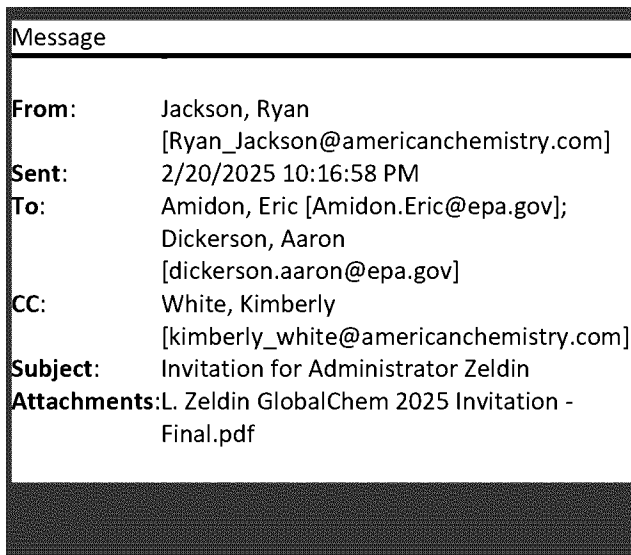 Message
From: Jackson, Ryan
[Ryan_Jackson@americanchemistry.com]
Sent: 2/20/2025 10:16:58 PM
To: Amidon, Eric [Amidon.Eric@epa.gov];
Dickerson, Aaron
[dickerson.aaron@epa.gov]
CC: White, Kimberly
[kimberly_white@americanchemistry.com]
Subject: Invitation for Administrator Zeldin
Attachments:L. Zeldin GlobalChem 2025 Invitation -
Final.pdf